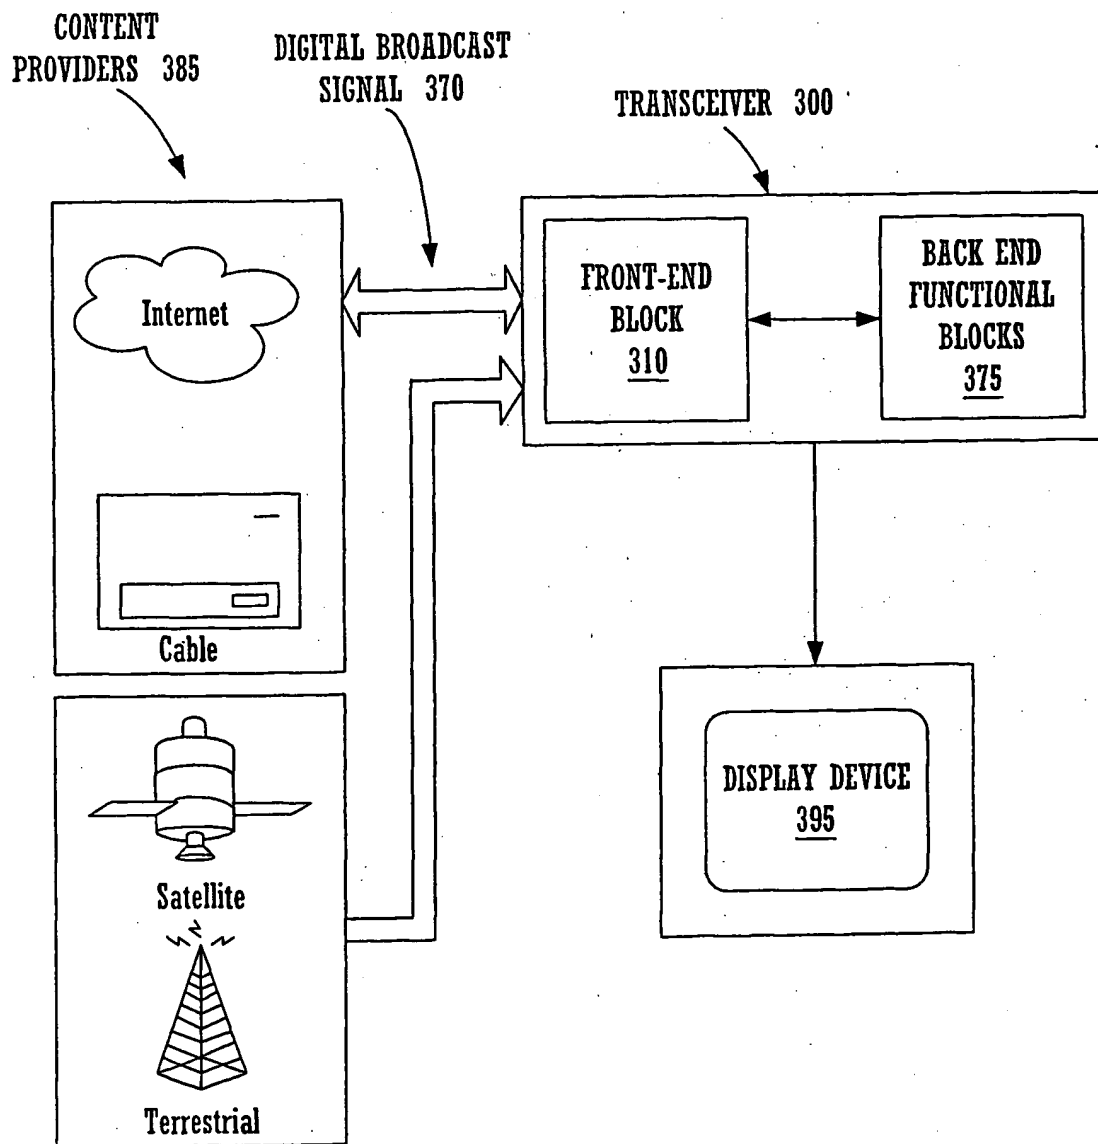 CONTENT
PROVIDERS 385
DIGITAL BROADCAST
SIGNAL 370
TRANSCEIVER 300
Internet
Cable
FRONT-END
BLOCK
310
BACK END
FUNCTIONAL
BLOCKS
375
Satellite
Terrestrial
DISPLAY DEVICE
395